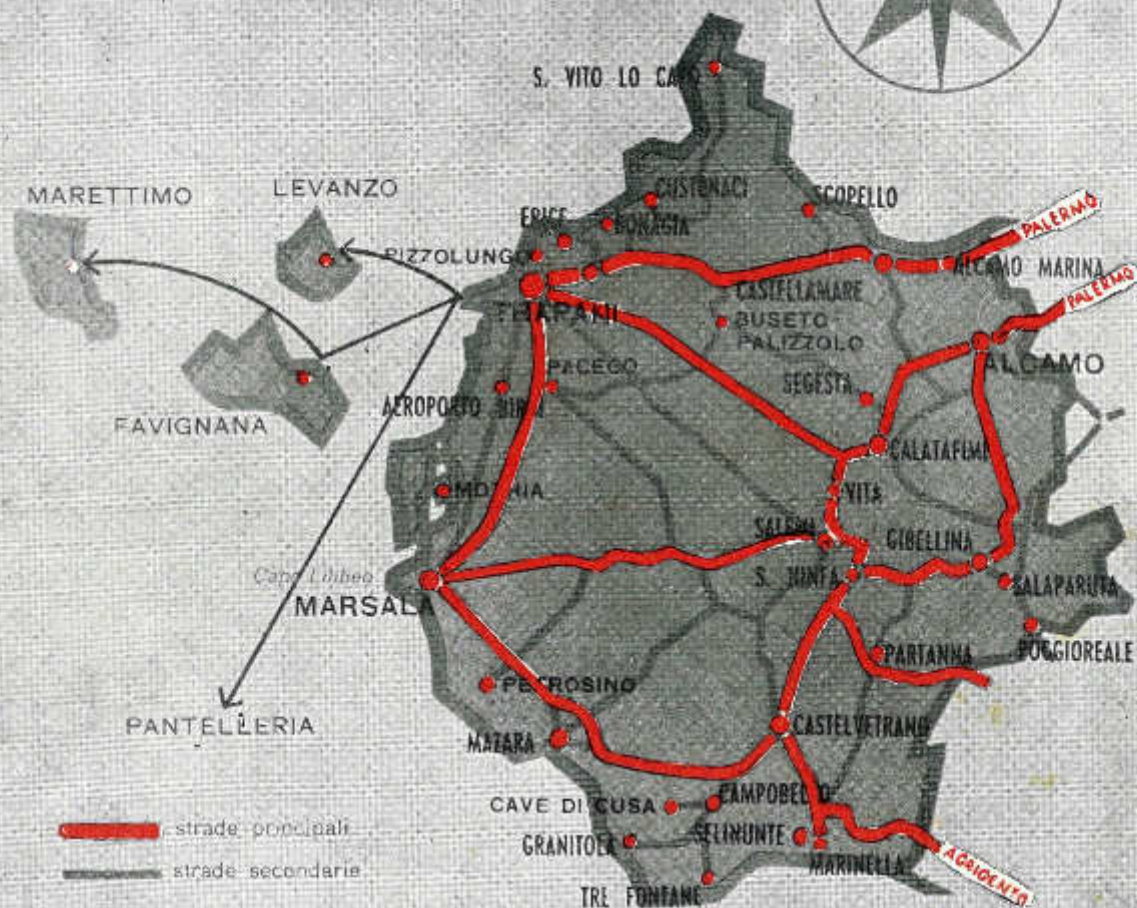 S. VITO LO CAPO
MARETTIMO
LEVANZO
CUSTONACI
SCOPELLO
ERICE
BONAGIA
PALERMO
PIZZOLUNGO
ALCAMO MARINA
CASTELLAMARE
PALERMO
TRAPANI
BUSETO
PALIZZOLO
ALCAMO
PACECO
SEGESTA
AEROPORTO BIRGI
FAVIGNANA
CALATAFIMI
MOTHIA
VITA
SALEMI
GIBELLINA
Capo Lilibeo
S. NINFA
SALAPARUTA
MARSALA
PARTANNA
POGGIOREALE
PETROSINO
PANTELLERIA
CASTELVETRANO
MAZARA
CAVE DI CUSA
CAMPOBELLO
strade principali
GRANITOLA
SELINUNTE
MARINELLA
AGRIGENTO
strade secondarie
TRE FONTANE